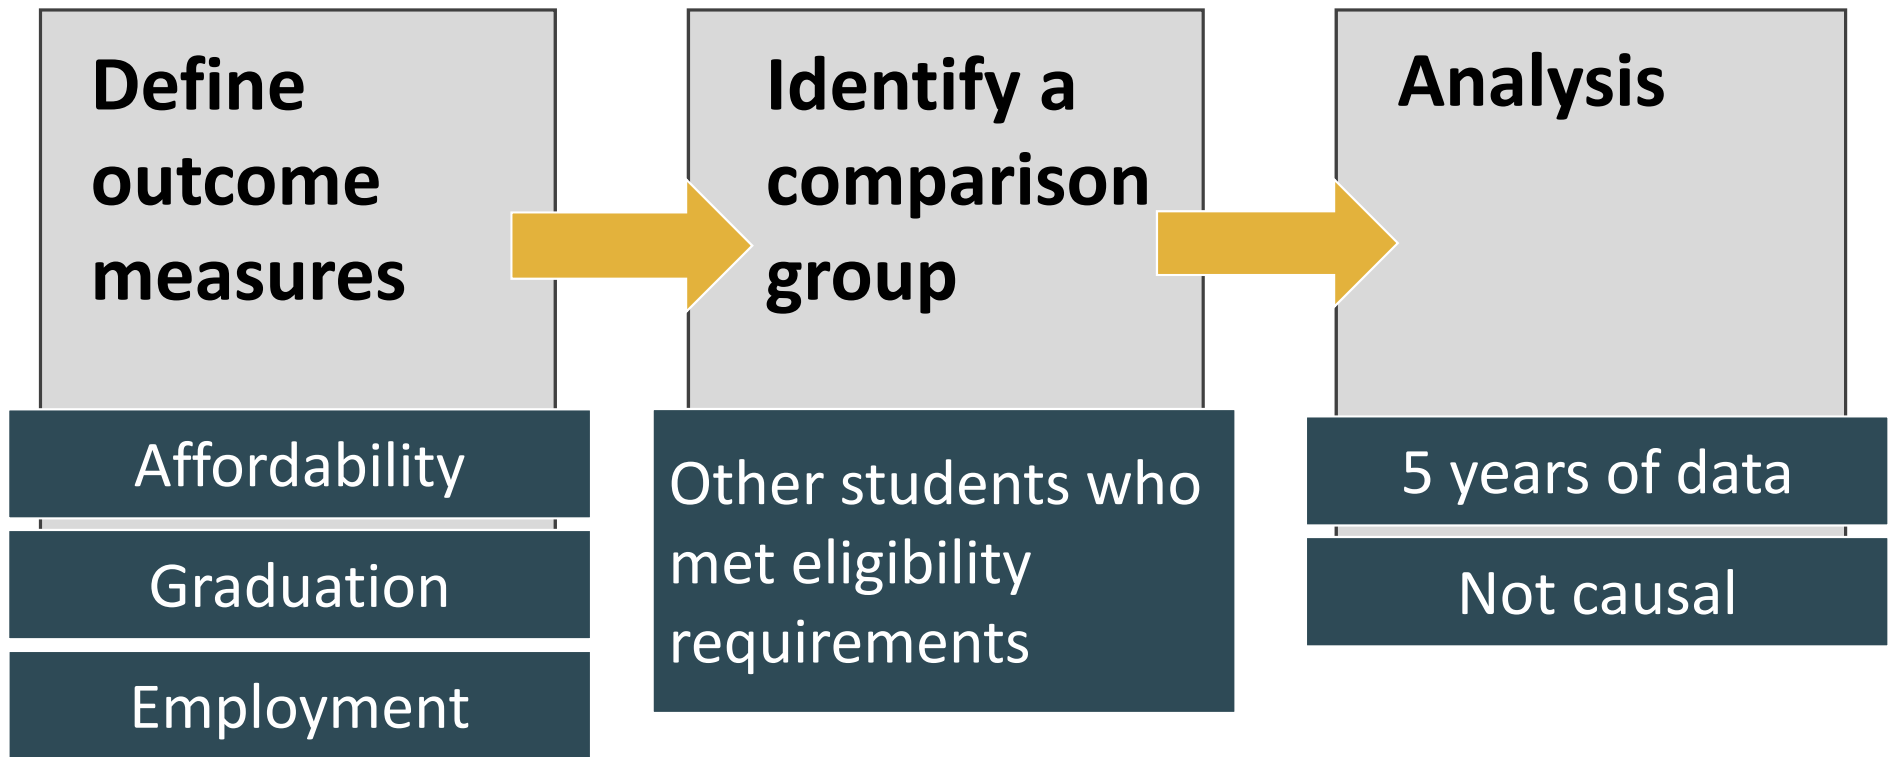 Define
outcome
measures
Affordability
Graduation
Employment
Identify a
comparison
group
Other students who
met eligibility
requirements
Analysis
5 years of data
Not causal